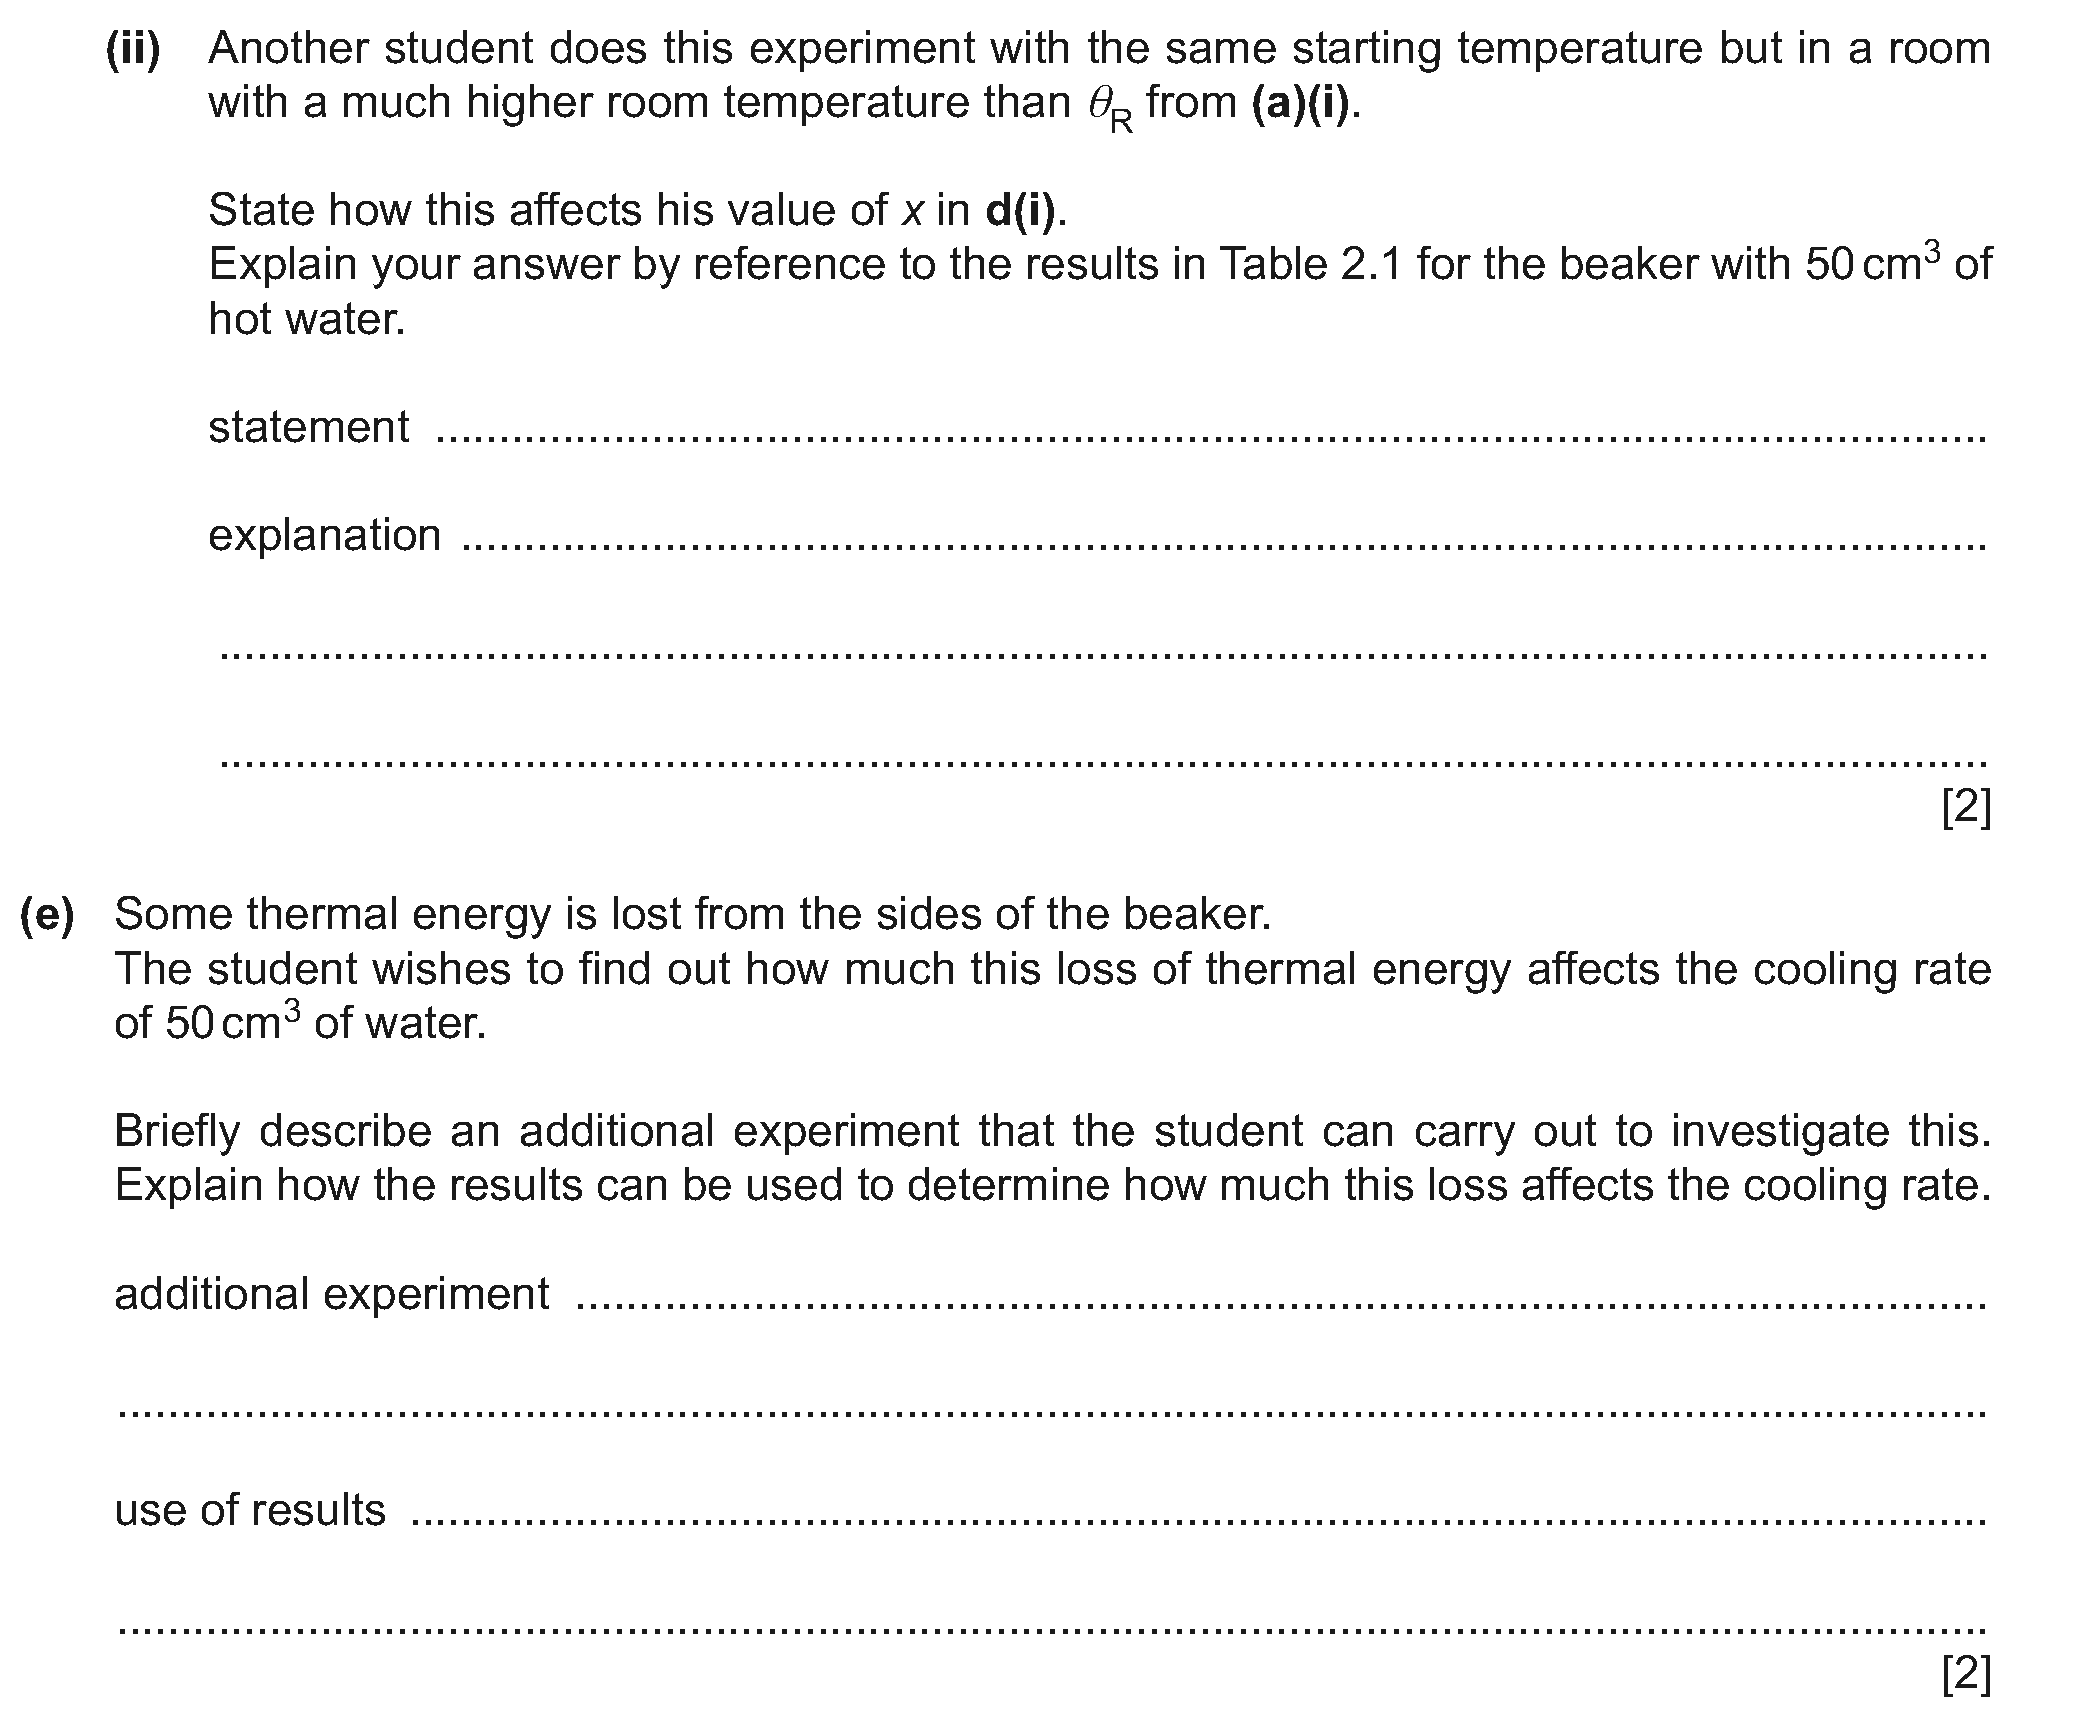 (ii) Another student does this experiment with the same starting temperature but in a room
with a much higher room temperature than θR from (a)(i).
State how this affects his value of x in d(i).
Explain your answer by reference to the results in Table 2.1 for the beaker with 50 cm³ of
hot water.
statement ..........................................................................................
explanation ..........................................................................................
..........................................................................................
..........................................................................................
[2]
(e) Some thermal energy is lost from the sides of the beaker.
The student wishes to find out how much this loss of thermal energy affects the cooling rate
of 50 cm³ of water.
Briefly describe an additional experiment that the student can carry out to investigate this.
Explain how the results can be used to determine how much this loss affects the cooling rate.
additional experiment ..........................................................................................
..........................................................................................
use of results ..........................................................................................
..........................................................................................
[2]